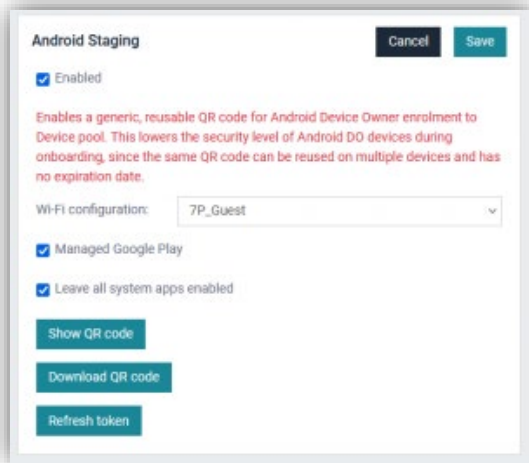 Android Staging
Cancel
Save
Enabled
Enables a generic, reusable QR code for Android Device Owner enrolment to
Device pool. This lowers the security level of Android DO devices during
onboarding, since the same QR code can be reused on multiple devices and has
no expiration date.
Wi-Fi configuration:
7P_Guest
Managed Google Play
Leave all system apps enabled
Show QR code
Download QR code
Refresh token